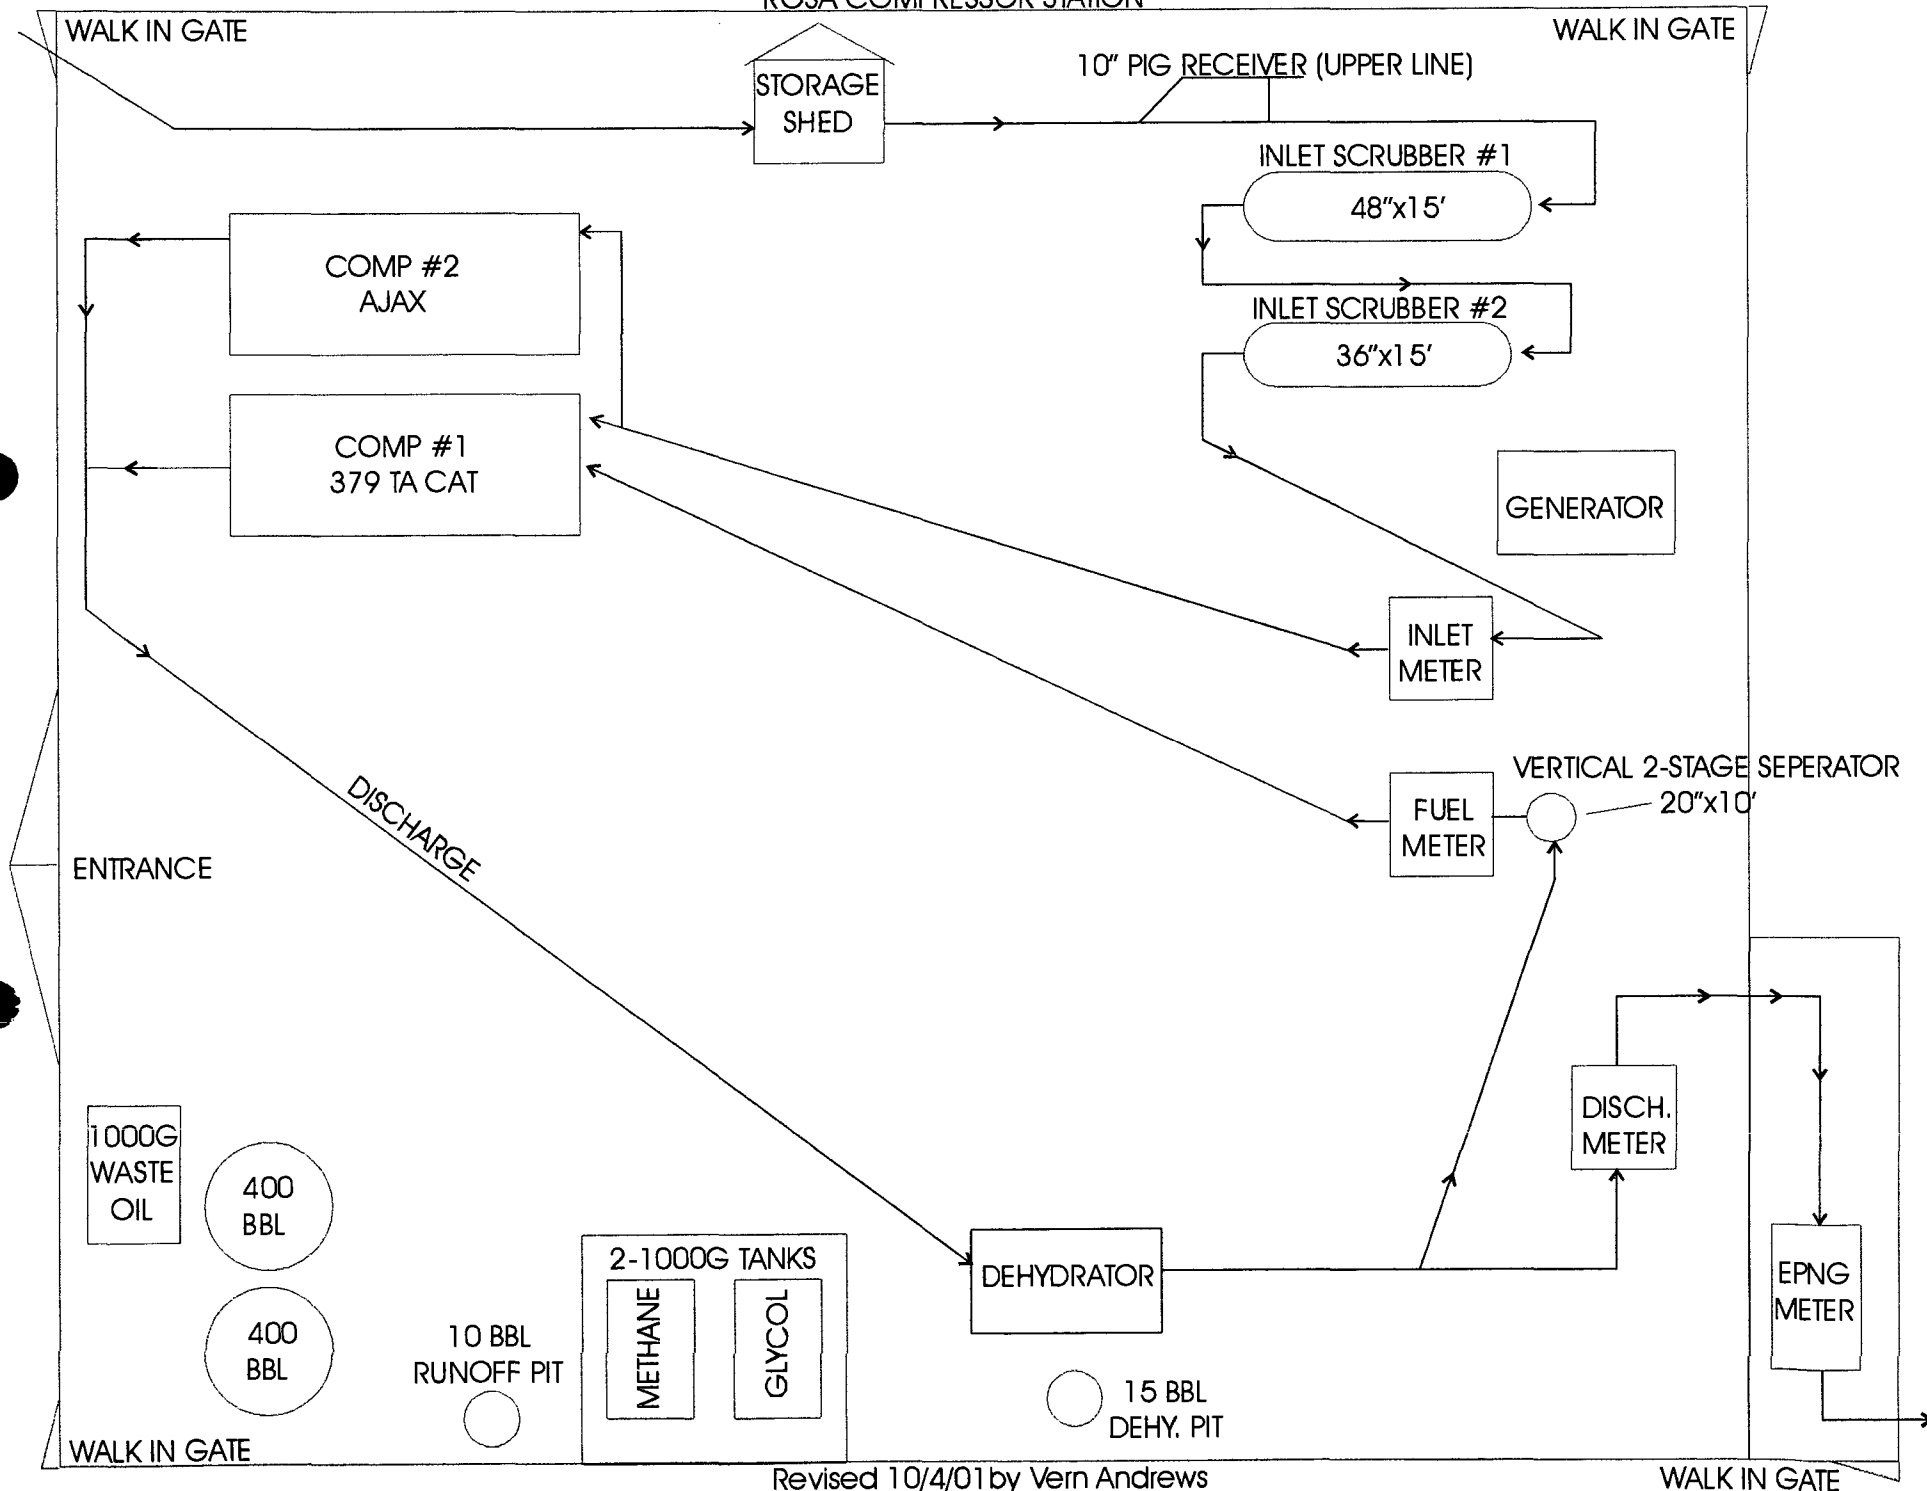 ROSA COMPRESSOR STATION
WALK IN GATE
WALK IN GATE
STORAGE
SHED
10" PIG RECEIVER (UPPER LINE)
INLET SCRUBBER #1
48"x15'
COMP #2
AJAX
INLET SCRUBBER #2
36"x15'
COMP #1
379 TA CAT
GENERATOR
INLET
METER
VERTICAL 2-STAGE SEPERATOR
20"x10'
FUEL
METER
DISCHARGE
ENTRANCE
DISCH.
METER
1000G
WASTE
OIL
400
BBL
2-1000G TANKS
METHANE
GLYCOL
DEHYDRATOR
EPNG
METER
400
BBL
10 BBL
RUNOFF PIT
15 BBL
DEHY. PIT
WALK IN GATE
Revised 10/4/01by Vern Andrews
WALK IN GATE